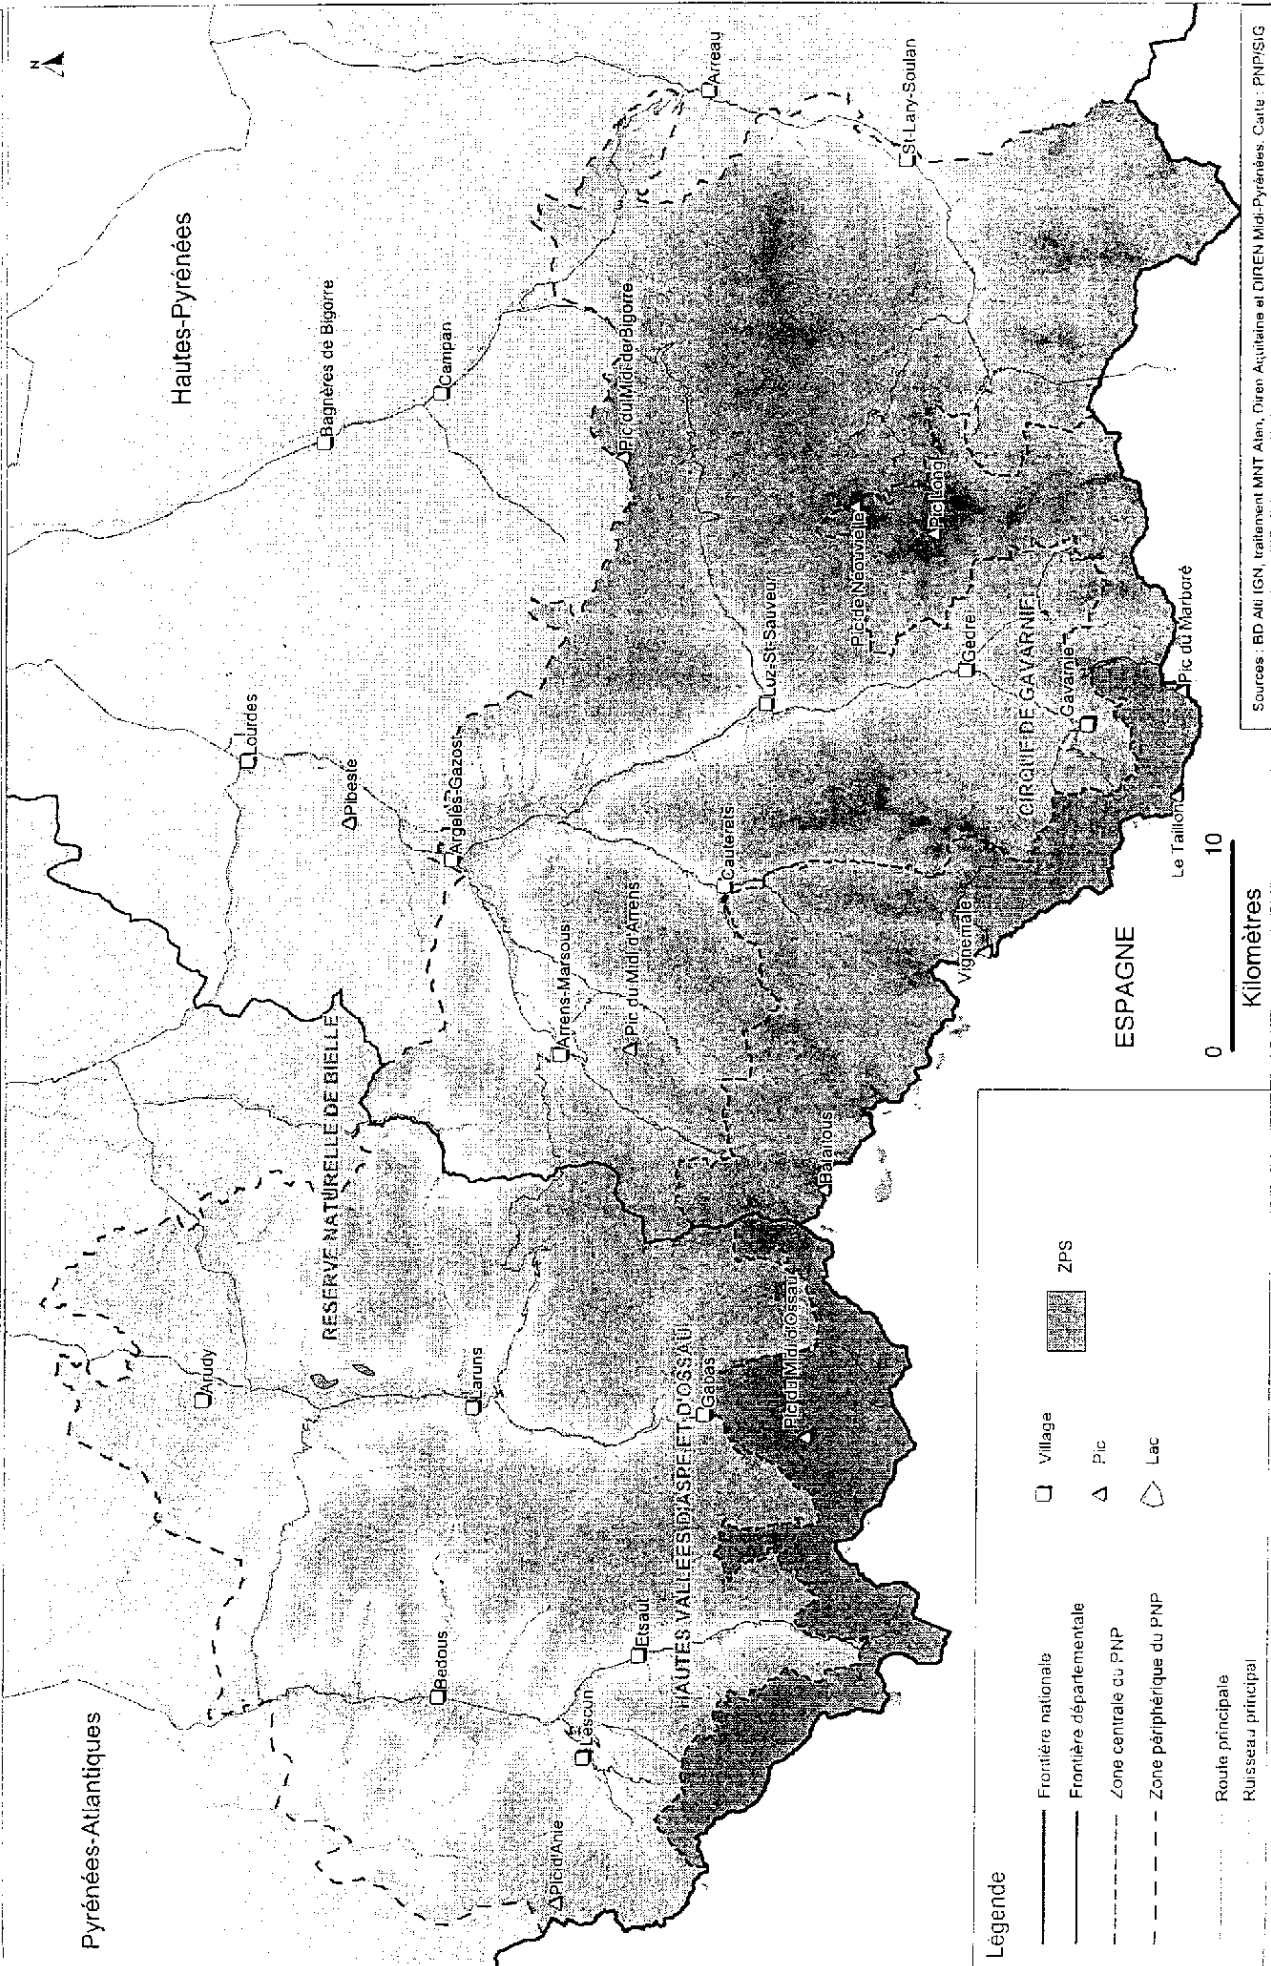 N
Pyrénées-Atlantiques
Hautes-Pyrénées
Bagnères de Bigorre
Campan
Arreau
St-Lary-Soulan
Pic du Midi de Bigorre
Lourdes
Pibeste
Argelès-Gazost
Arudy
RESERVE NATURELLE DE BIELLE
Arrens-Marsous
Pic du Midi d'Arrens
Laruns
Bedous
Cauterets
Luz-St-Sauveur
Pic de Néouvielle
Pic Long
Gèdre
CIRQUE DE GAVARNIE
Gavarnie
Pic du Marboré
Le Taillon
Vignemale
Balaïtous
HAUTES VALLEES D'ASPE ET D'OSSAU
Gabas
Pic du Midi d'Ossau
Etsaut
Lescun
Pic d'Anie
ESPAGNE
0 10
Kilomètres
Légende
Frontière nationale
Frontière départementale
Zone centrale du PNP
Zone périphérique du PNP
Route principale
Ruisseau principal
Village
Pic
Lac
ZPS
Sources : BD Alti IGN, traitement MNT Alan, Diren Aquitaine et DIREN Midi-Pyrénées. Carte : PNP/SIG